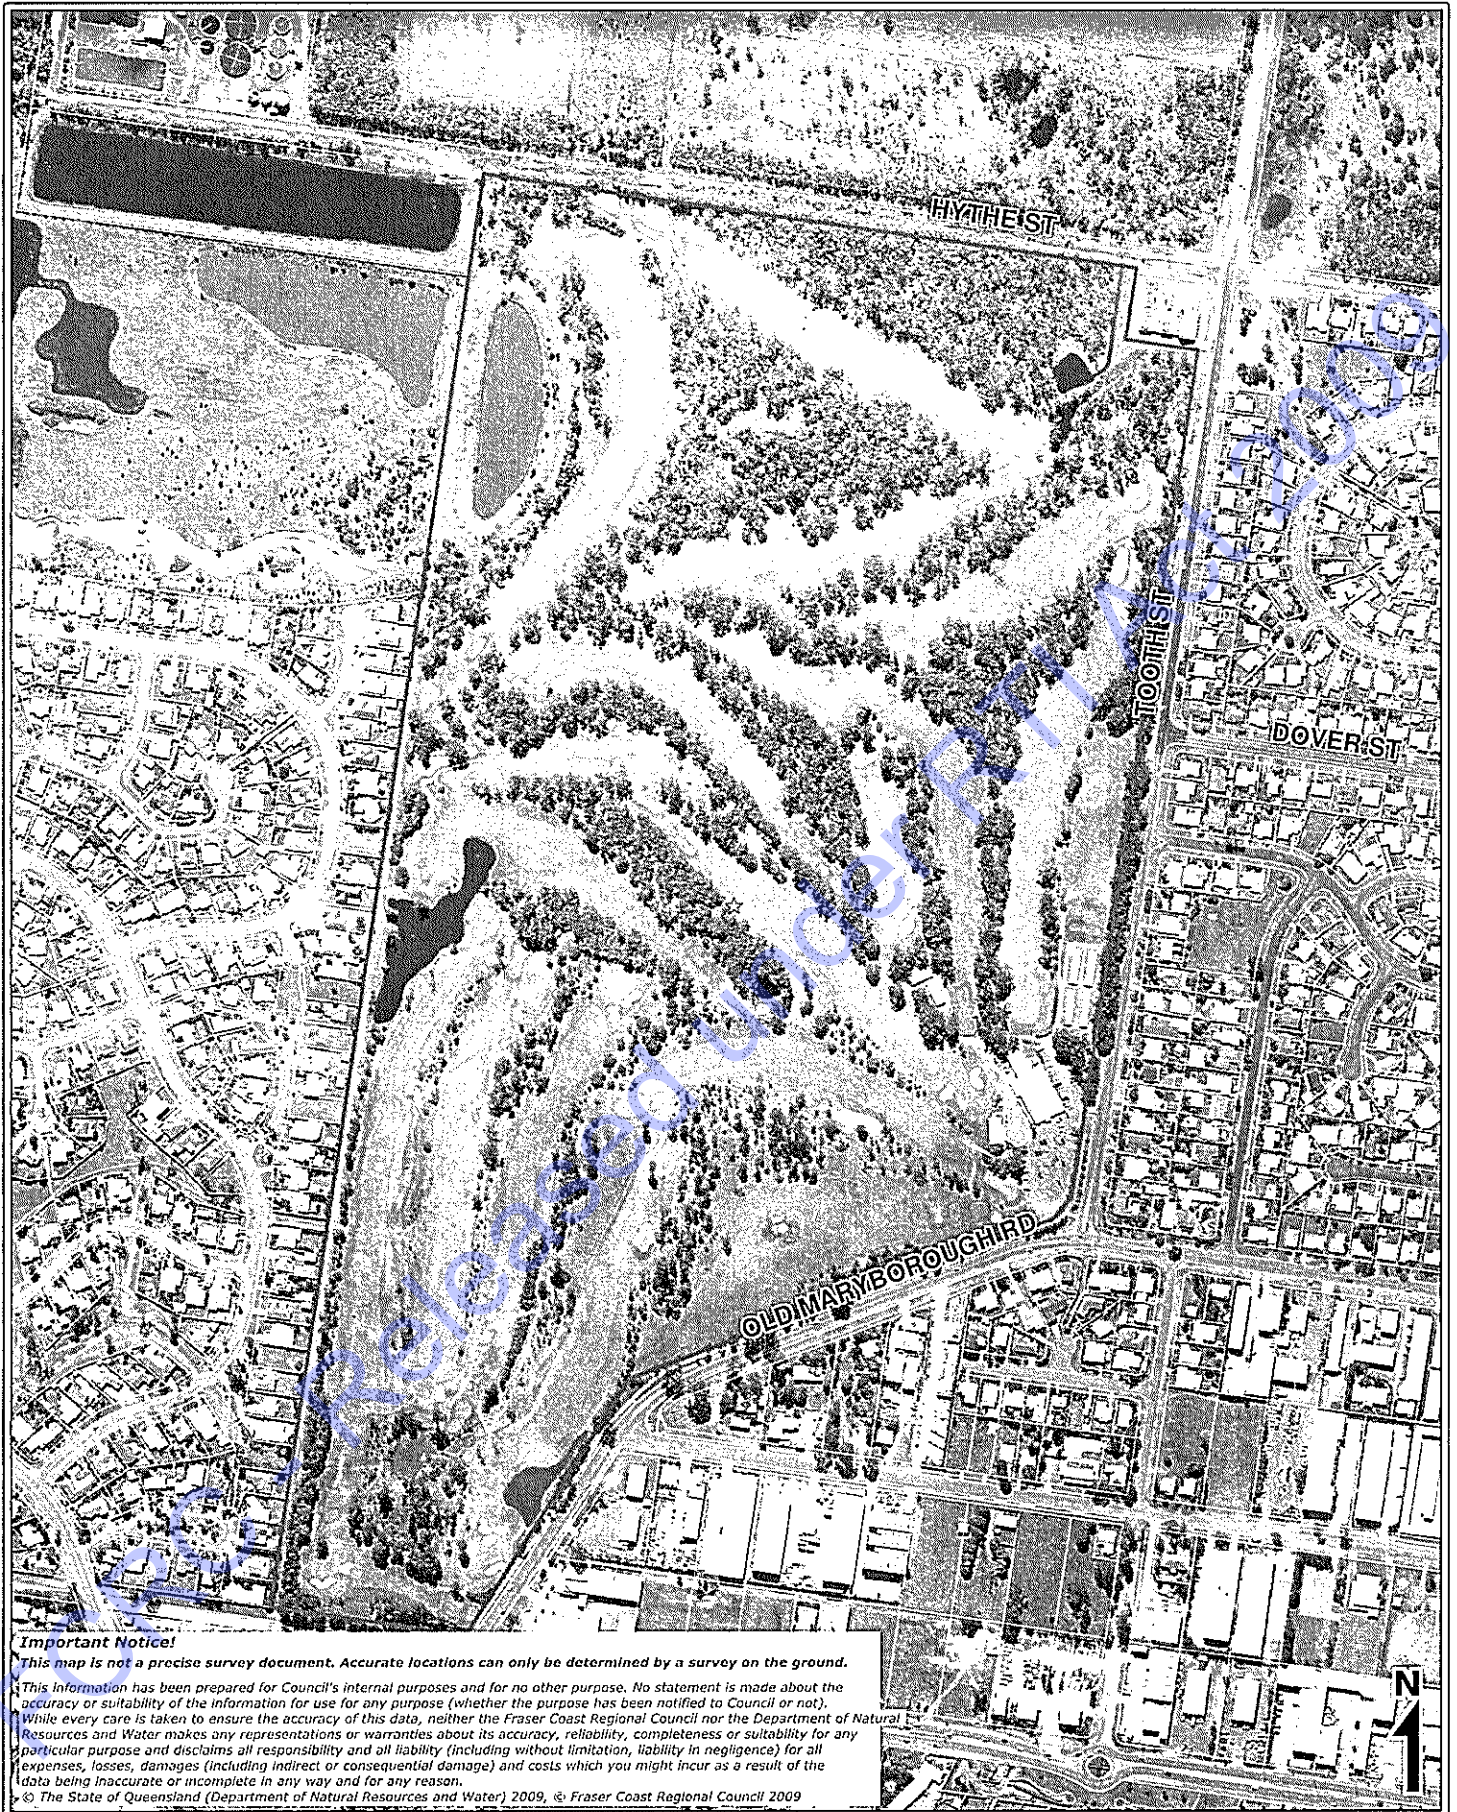 HYTHE ST
TOOTH ST
DOVER ST
OLD MARYBOROUGH RD
FCRC - Released under RTI Act 2009
N
Important Notice!
This map is not a precise survey document. Accurate locations can only be determined by a survey on the ground.
This information has been prepared for Council's internal purposes and for no other purpose. No statement is made about the
accuracy or suitability of the information for use for any purpose (whether the purpose has been notified to Council or not).
While every care is taken to ensure the accuracy of this data, neither the Fraser Coast Regional Council nor the Department of Natural
Resources and Water makes any representations or warranties about its accuracy, reliability, completeness or suitability for any
particular purpose and disclaims all responsibility and all liability (including without limitation, liability in negligence) for all
expenses, losses, damages (including indirect or consequential damage) and costs which you might incur as a result of the
data being inaccurate or incomplete in any way and for any reason.
© The State of Queensland (Department of Natural Resources and Water) 2009, © Fraser Coast Regional Council 2009